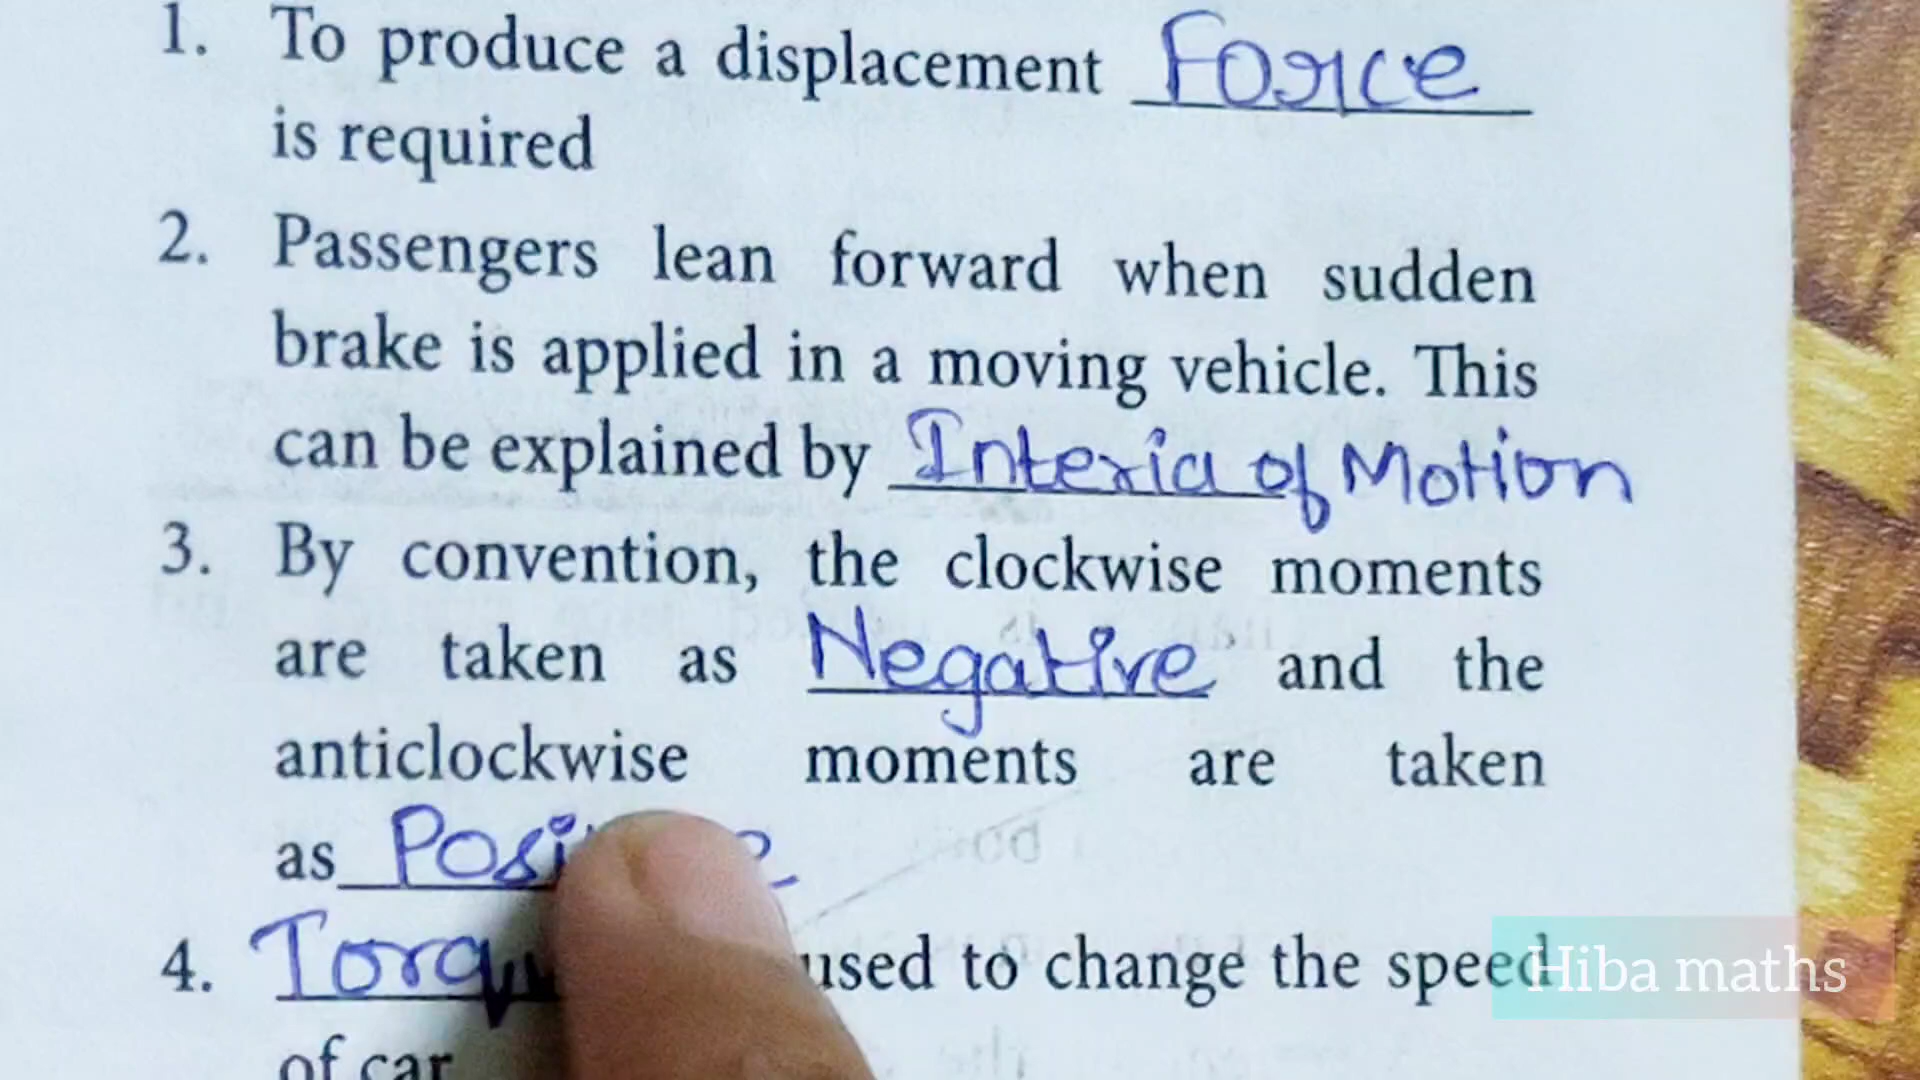 1. To produce a displacement Force
is required
2. Passengers lean forward when sudden
brake is applied in a moving vehicle. This
can be explained by Interia of Motion
3. By convention, the clockwise moments
are taken as Negative and the
anticlockwise moments are taken
as
4. used to change the speed
of car
Hiba maths